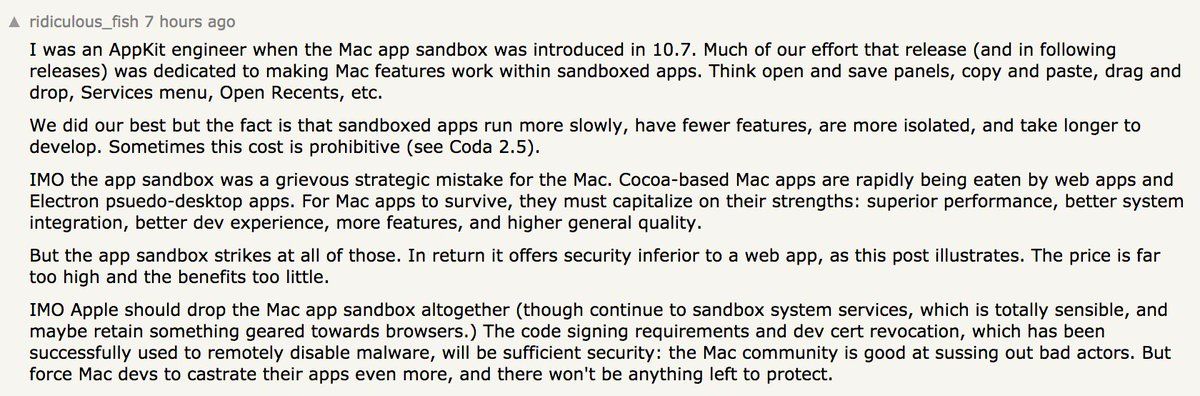 ▲ ridiculous_fish 7 hours ago
I was an AppKit engineer when the Mac app sandbox was introduced in 10.7. Much of our effort that release (and in following
releases) was dedicated to making Mac features work within sandboxed apps. Think open and save panels, copy and paste, drag and
drop, Services menu, Open Recents, etc.
We did our best but the fact is that sandboxed apps run more slowly, have fewer features, are more isolated, and take longer to
develop. Sometimes this cost is prohibitive (see Coda 2.5).
IMO the app sandbox was a grievous strategic mistake for the Mac. Cocoa-based Mac apps are rapidly being eaten by web apps and
Electron psuedo-desktop apps. For Mac apps to survive, they must capitalize on their strengths: superior performance, better system
integration, better dev experience, more features, and higher general quality.
But the app sandbox strikes at all of those. In return it offers security inferior to a web app, as this post illustrates. The price is far
too high and the benefits too little.
IMO Apple should drop the Mac app sandbox altogether (though continue to sandbox system services, which is totally sensible, and
maybe retain something geared towards browsers.) The code signing requirements and dev cert revocation, which has been
successfully used to remotely disable malware, will be sufficient security: the Mac community is good at sussing out bad actors. But
force Mac devs to castrate their apps even more, and there won't be anything left to protect.